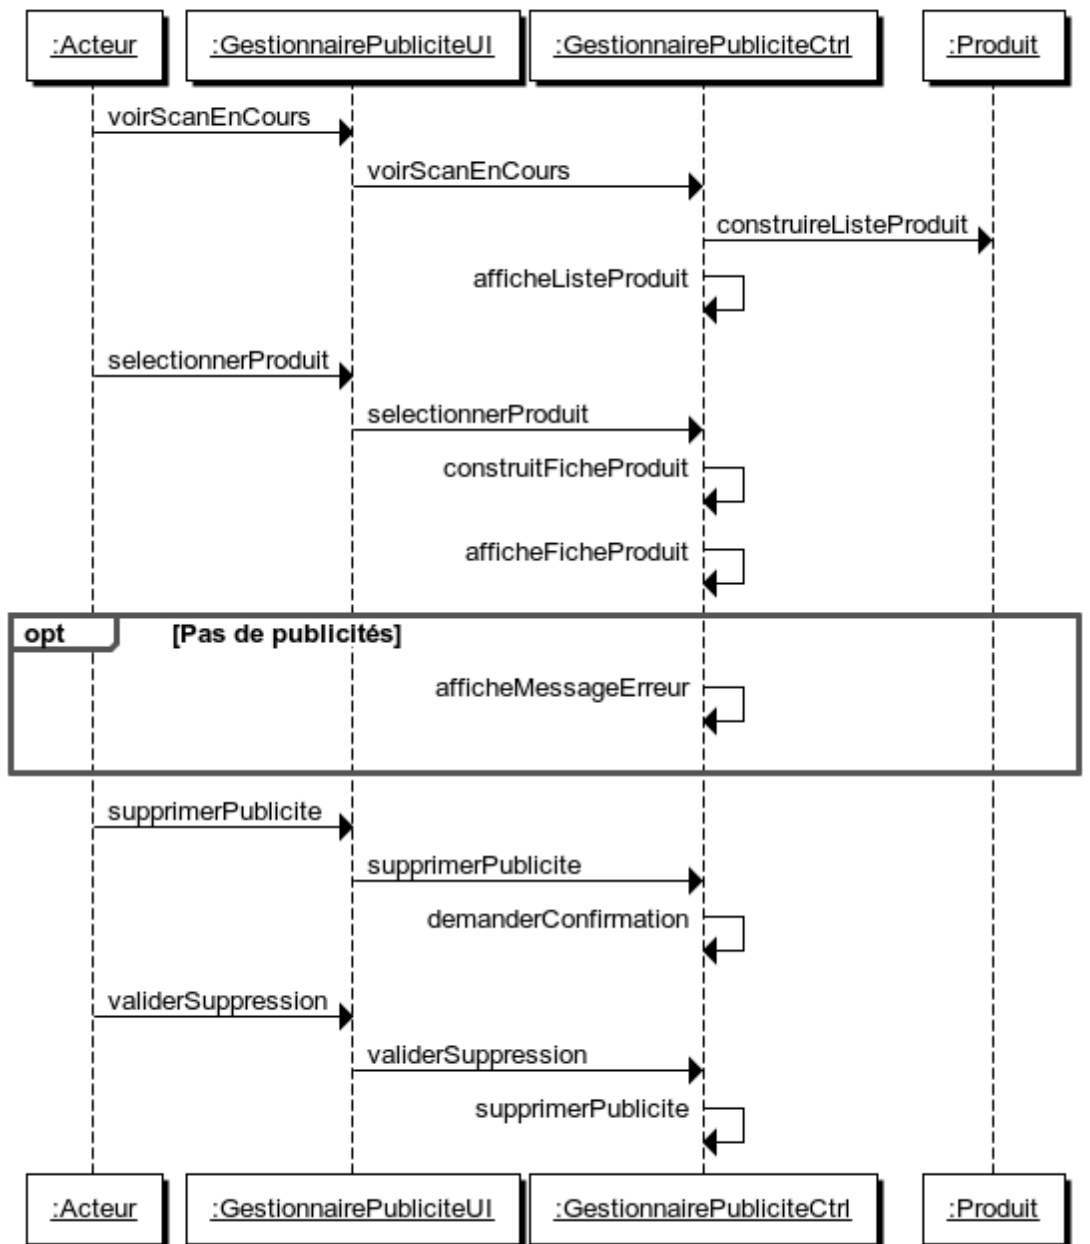 :Acteur
:GestionnairePubliciteUI
:GestionnairePubliciteCtrl
:Produit
voirScanEnCours
voirScanEnCours
construireListeProduit
afficheListeProduit
selectionnerProduit
selectionnerProduit
construitFicheProduit
afficheFicheProduit
opt
[Pas de publicités]
afficheMessageErreur
supprimerPublicite
supprimerPublicite
demanderConfirmation
validerSuppression
validerSuppression
supprimerPublicite
:Acteur
:GestionnairePubliciteUI
:GestionnairePubliciteCtrl
:Produit